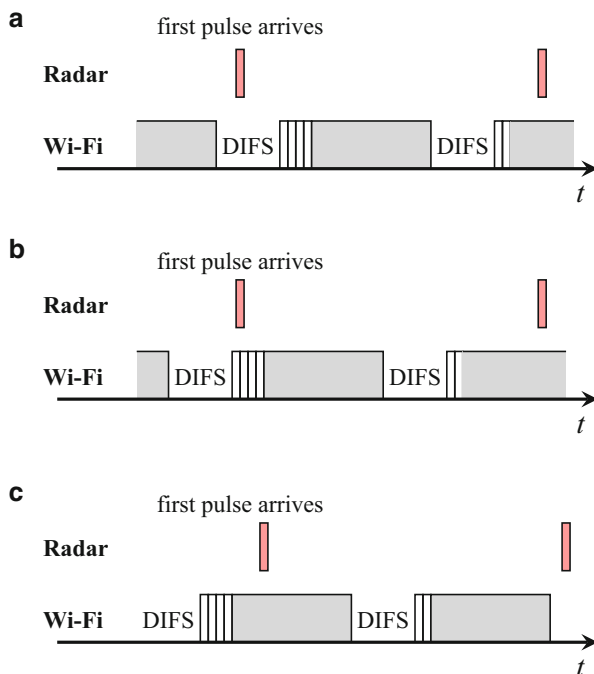 a
first pulse arrives
Radar
Wi-Fi
DIFS
DIFS
t
b
first pulse arrives
Radar
Wi-Fi
DIFS
DIFS
t
c
first pulse arrives
Radar
Wi-Fi
DIFS
DIFS
t